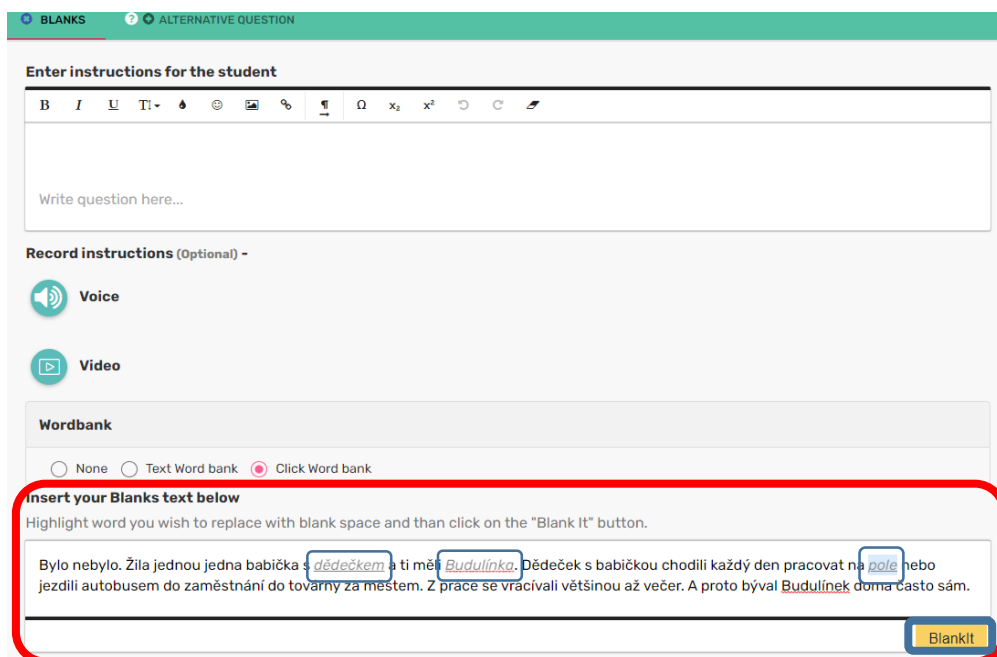 BLANKS
ALTERNATIVE QUESTION
Enter instructions for the student
B I U TI Ω x₂ x²
Write question here...
Record instructions (Optional) -
Voice
Video
Wordbank
None Text Word bank Click Word bank
Insert your Blanks text below
Highlight word you wish to replace with blank space and than click on the "Blank It" button.
Bylo nebylo. Žila jednou jedna babička s dědečkem a ti měli Budulínka. Dědeček s babičkou chodili každý den pracovat na pole nebo
jezdili autobusem do zaměstnání do továrny za městem. Z práce se vracívali většinou až večer. A proto býval Budulínek doma často sám.
BlankIt